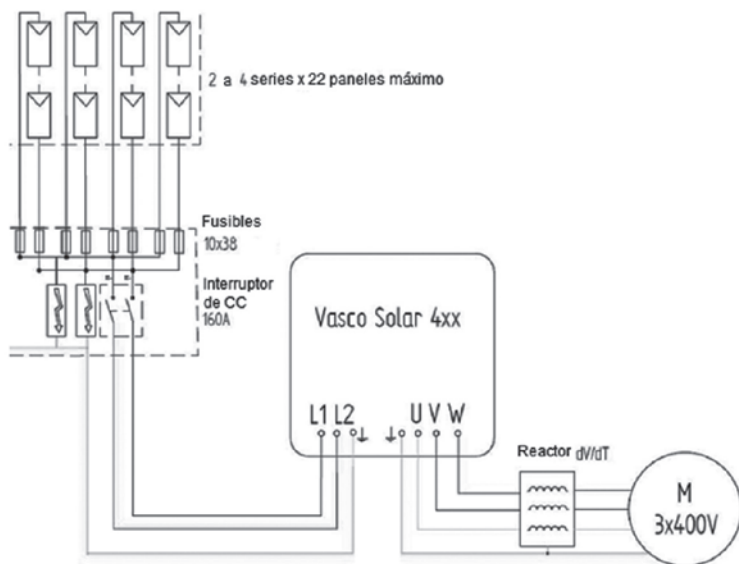 2 a 4 series x 22 paneles máximo
Fusibles
10x38
Interruptor
de CC
160A
Vasco Solar 4xx
L1 L2 U V W
Reactor dV/dT
M
3x400V